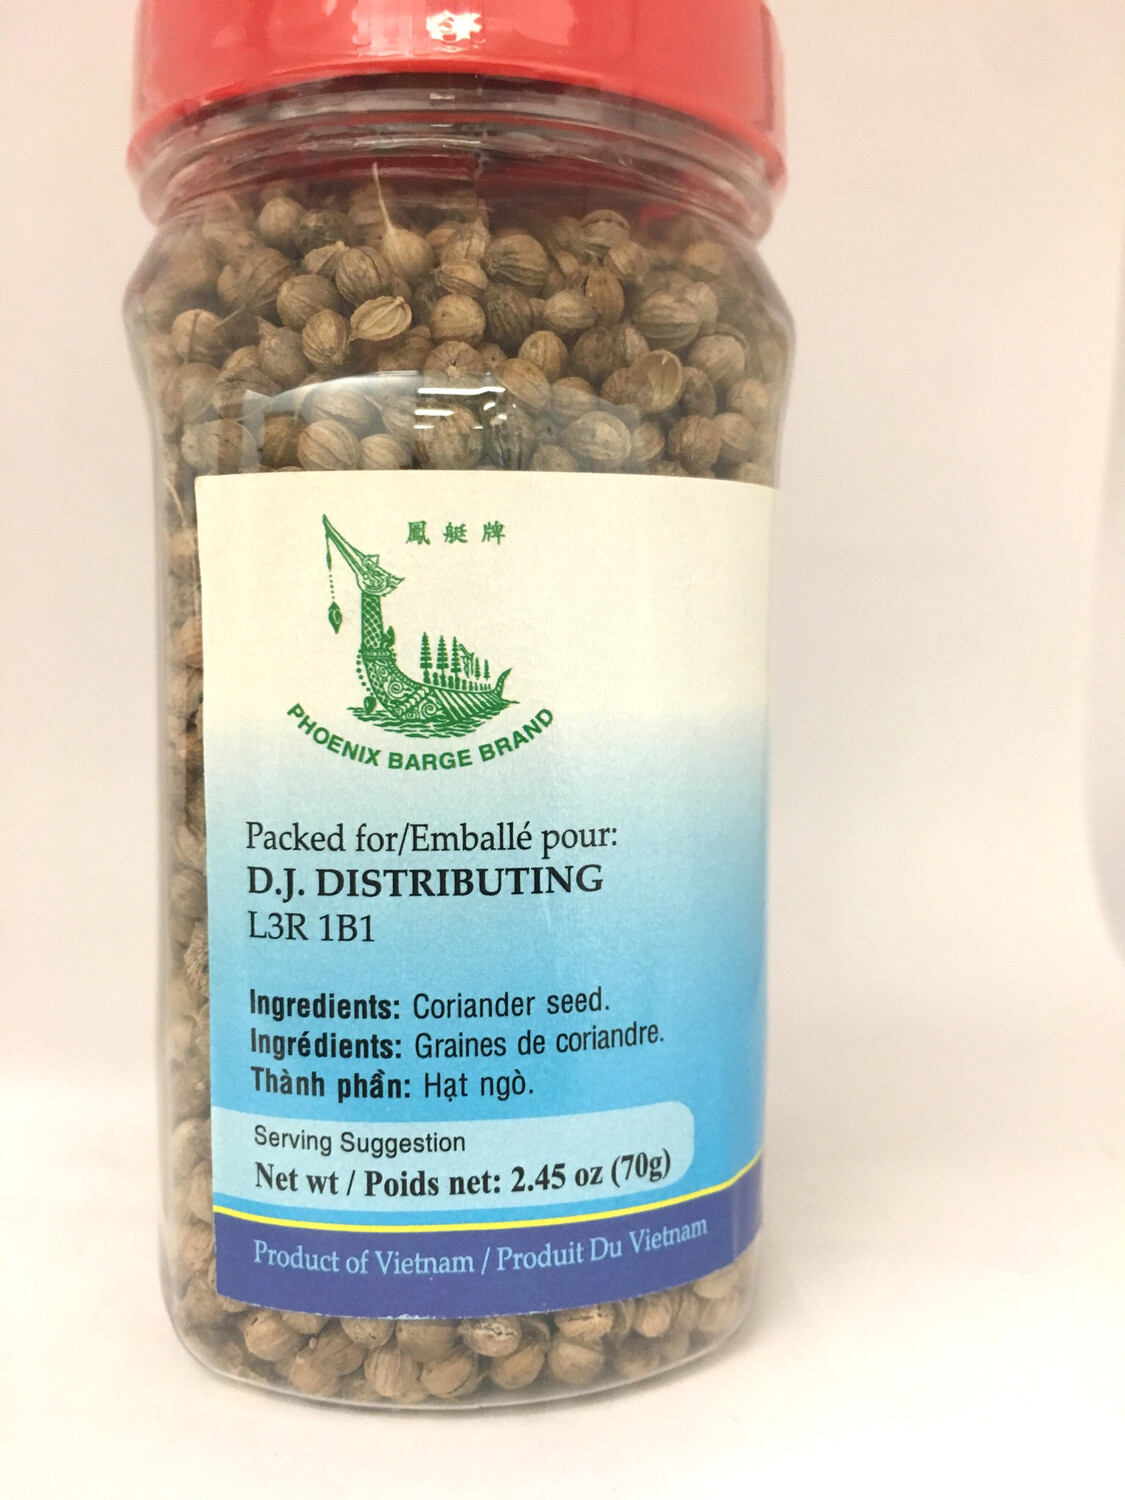 鳳艇牌
PHOENIX BARGE BRAND
Packed for/Emballé pour:
D.J. DISTRIBUTING
L3R 1B1
Ingredients: Coriander seed.
Ingrédients: Graines de coriandre.
Thành phần: Hạt ngò.
Serving Suggestion
Net wt / Poids net: 2.45 oz (70g)
Product of Vietnam / Produit Du Vietnam